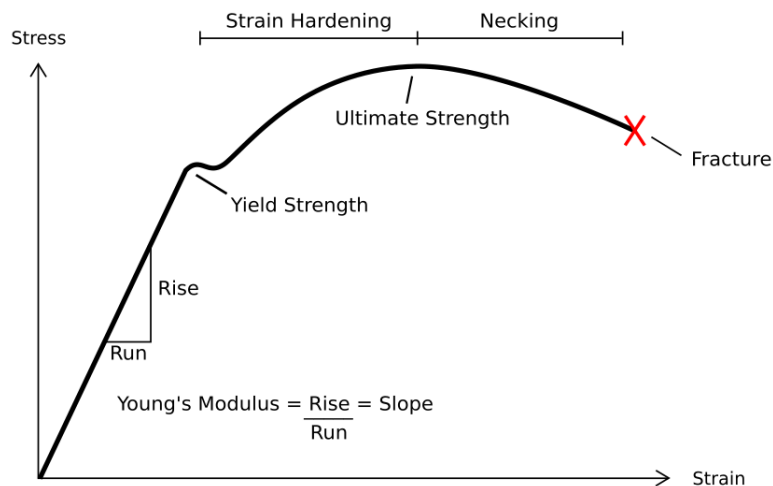 Strain Hardening
Necking
Stress
Ultimate Strength
Fracture
Yield Strength
Rise
Run
Young's Modulus = Rise = Slope
Run
Strain